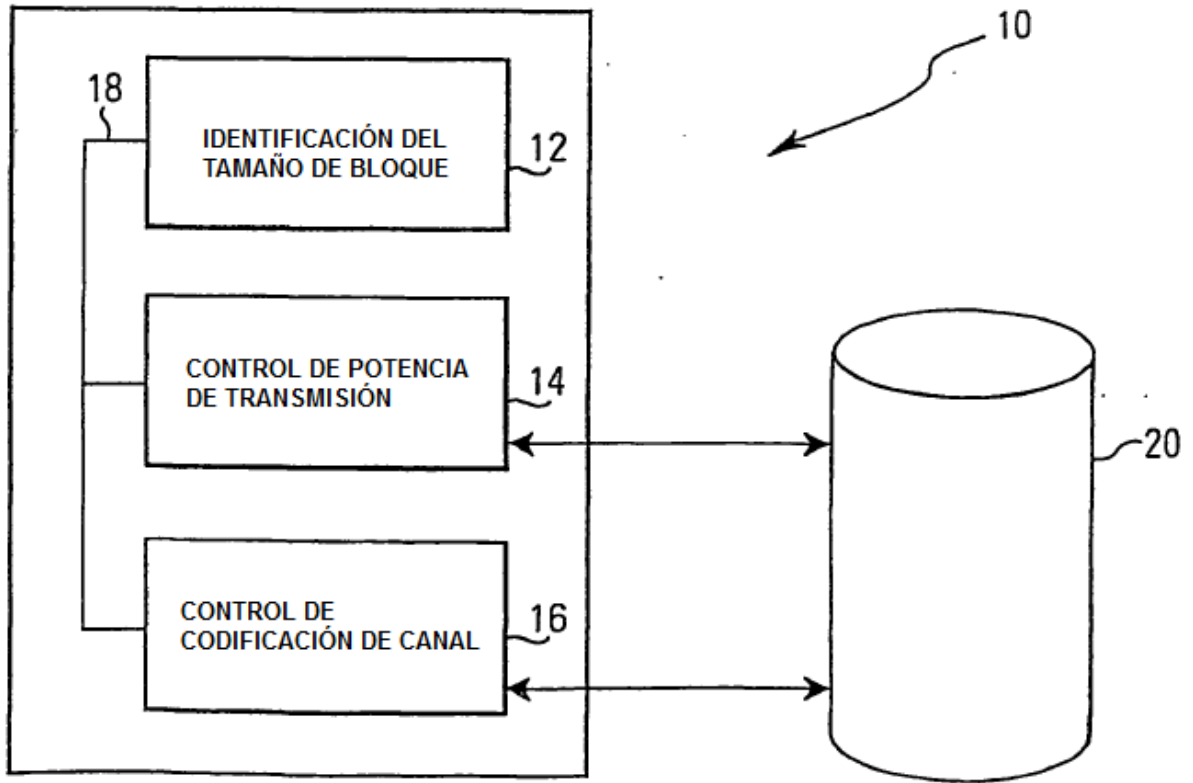 10
18
IDENTIFICACIÓN DEL
TAMAÑO DE BLOQUE
12
CONTROL DE POTENCIA
DE TRANSMISIÓN
14
20
CONTROL DE
CODIFICACIÓN DE CANAL
16